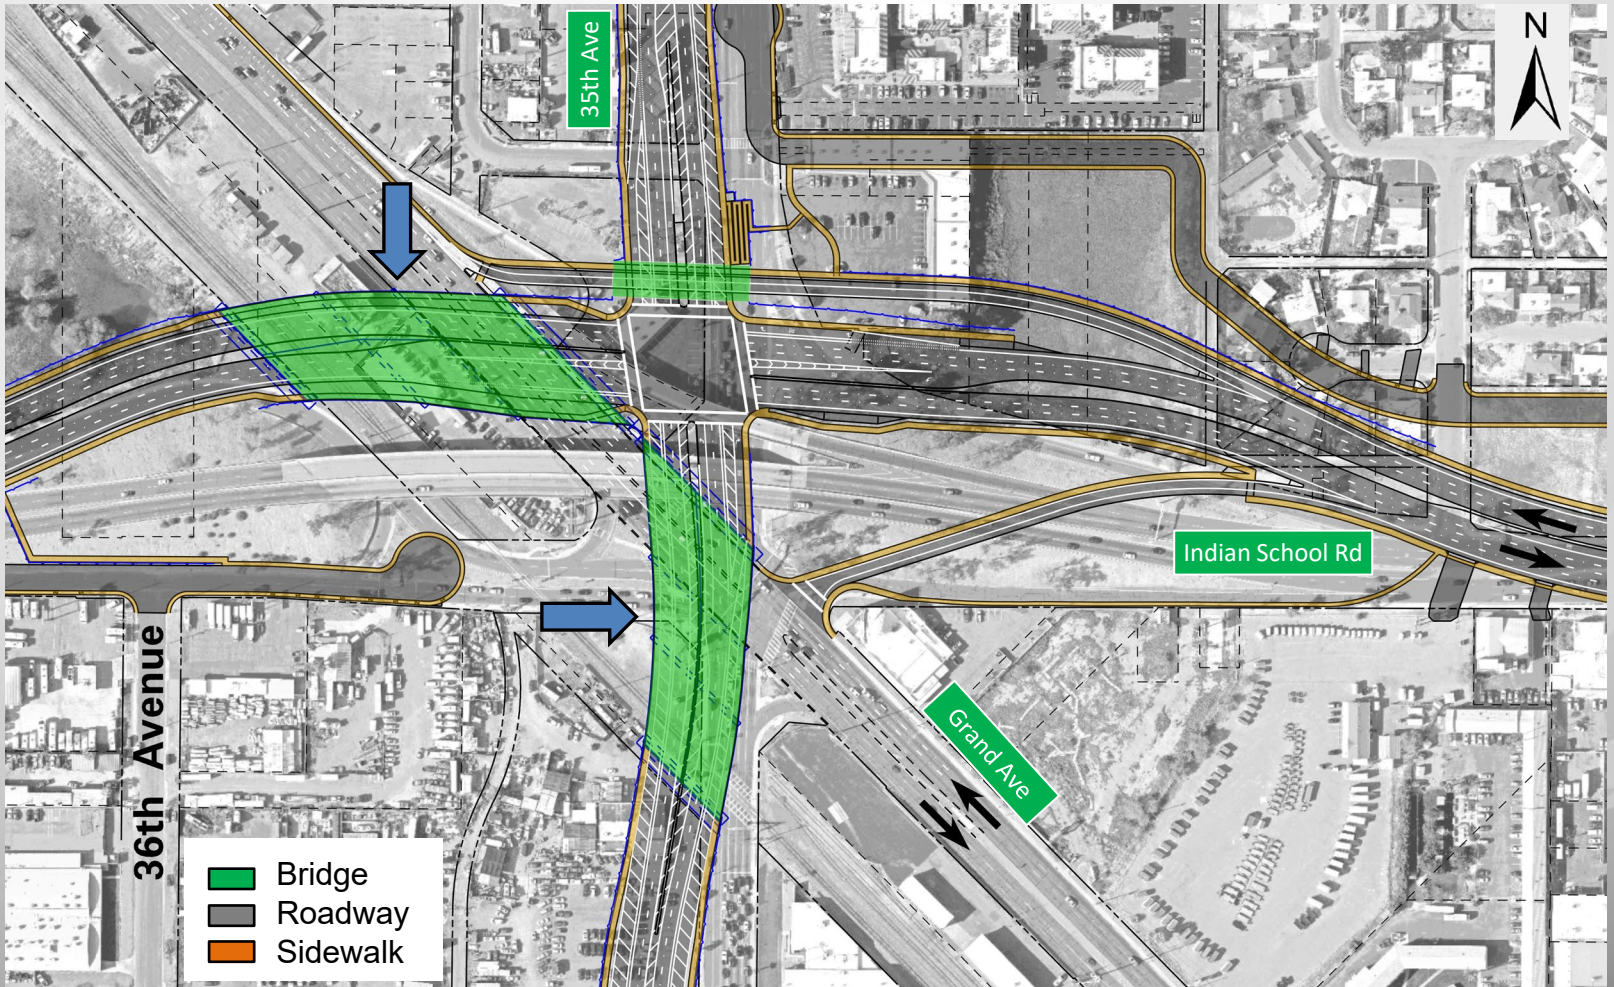 35th Ave
N
Indian School Rd
Grand Ave
36th Avenue
Bridge
Roadway
Sidewalk